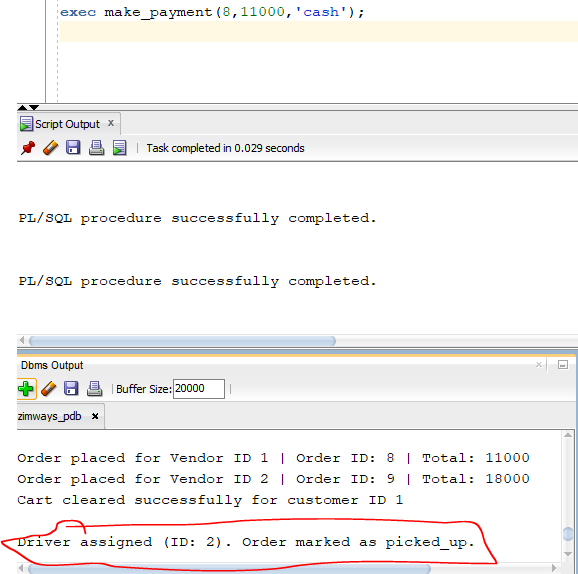 exec make_payment(8,11000,'cash');
Script Output x
Task completed in 0.029 seconds
PL/SQL procedure successfully completed.
PL/SQL procedure successfully completed.
Dbms Output
Buffer Size: 20000
zimways_pdb x
Order placed for Vendor ID 1 | Order ID: 8 | Total: 11000
Order placed for Vendor ID 2 | Order ID: 9 | Total: 18000
Cart cleared successfully for customer ID 1
Driver assigned (ID: 2). Order marked as picked_up.